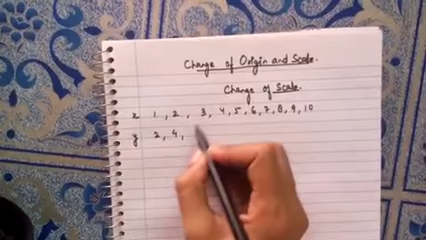 Change of Origin and Scale.
Change of Scale.
x 1, 2, 3, 4, 5, 6, 7, 8, 9, 10
y 2, 4,